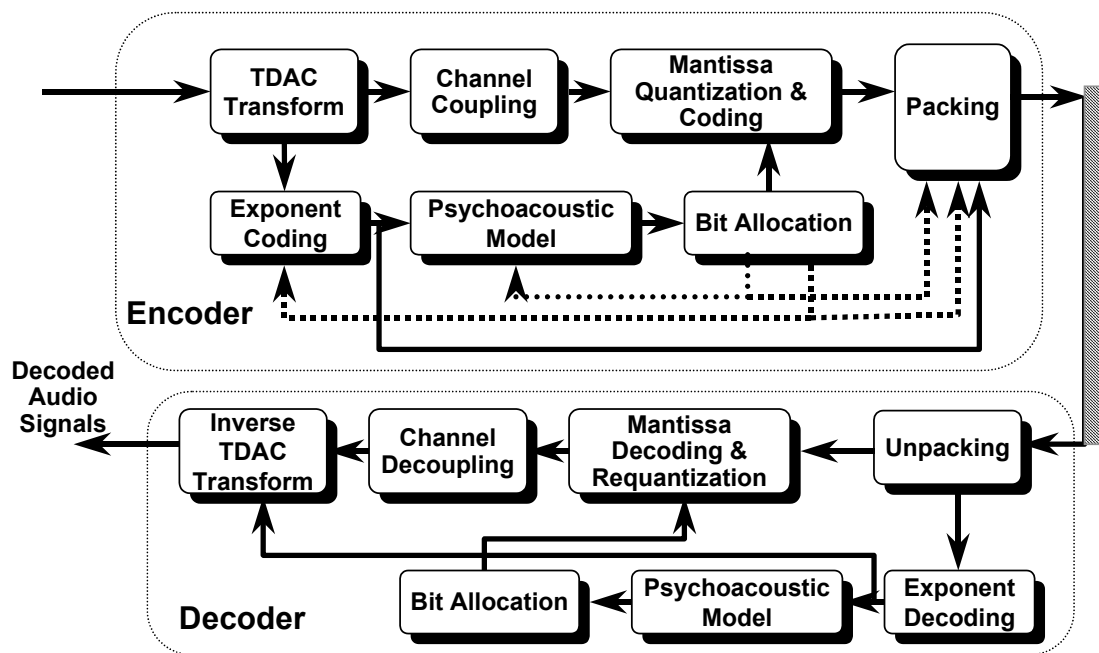 TDAC
Transform
Channel
Coupling
Mantissa
Quantization &
Coding
Packing
Exponent
Coding
Psychoacoustic
Model
Bit Allocation
Encoder
Decoded
Audio
Signals
Inverse
TDAC
Transform
Channel
Decoupling
Mantissa
Decoding &
Requantization
Unpacking
Bit Allocation
Psychoacoustic
Model
Exponent
Decoding
Decoder